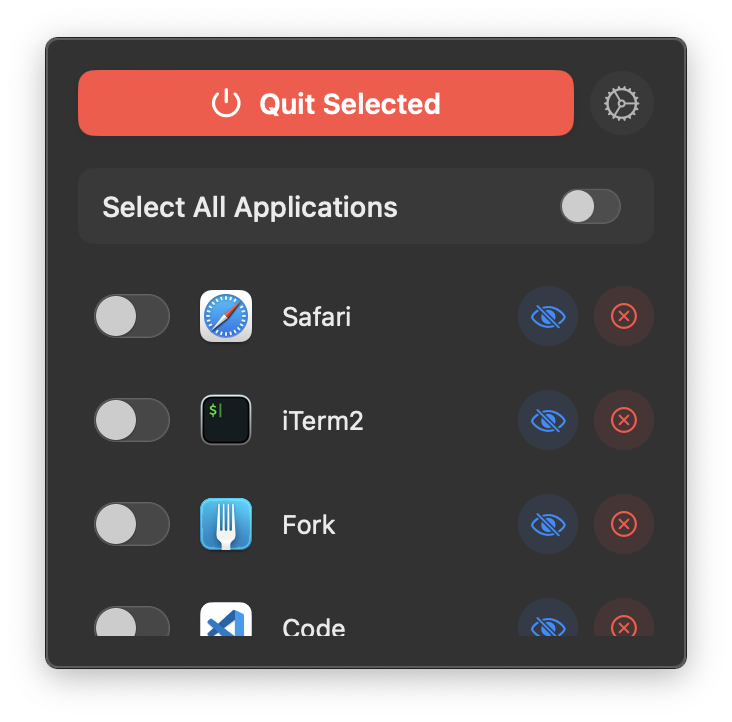 Quit Selected
Select All Applications
Safari
$
iTerm2
Fork
Code